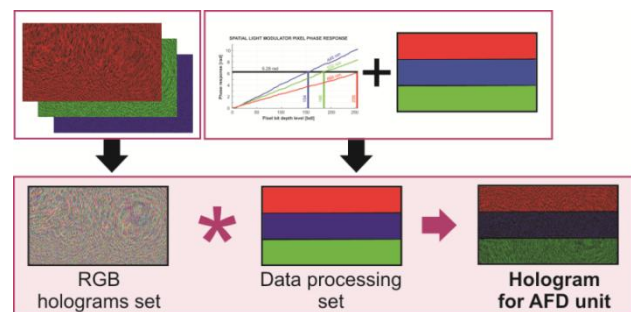 SPATIAL LIGHT MODULATOR PIXEL PHASE RESPONSE
Phase response [rad]
6.28 rad
Pixel bit depth level [bit]
+
*
RGB
holograms set
Data processing
set
Hologram
for AFD unit